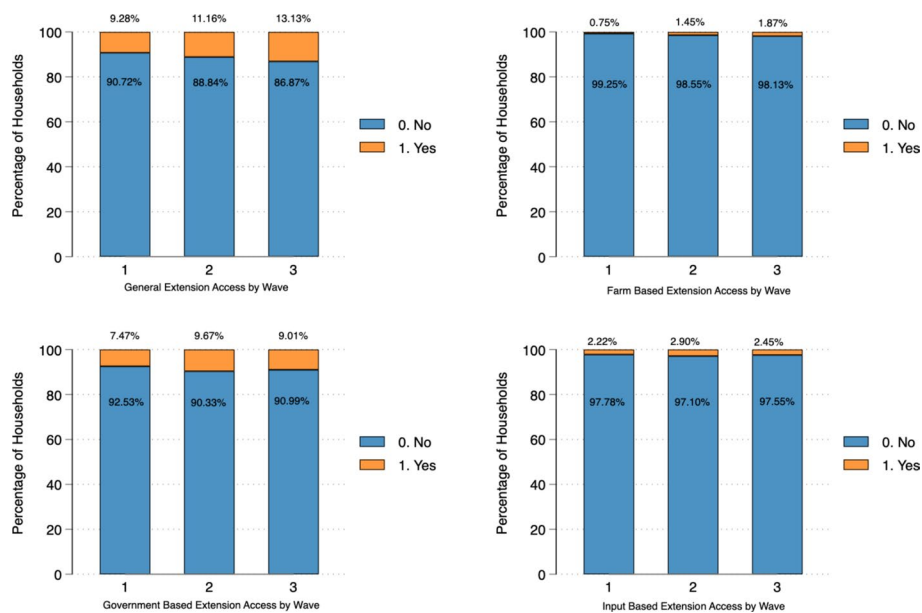 9.28% 11.16% 13.13%
100
80
60
40
20
0
Percentage of Households
90.72% 88.84% 86.87%
0. No
1. Yes
1 2 3
General Extension Access by Wave
0.75% 1.45% 1.87%
100
80
60
40
20
0
Percentage of Households
99.25% 98.55% 98.13%
0. No
1. Yes
1 2 3
Farm Based Extension Access by Wave
7.47% 9.67% 9.01%
100
80
60
40
20
0
Percentage of Households
92.53% 90.33% 90.99%
0. No
1. Yes
1 2 3
Government Based Extension Access by Wave
2.22% 2.90% 2.45%
100
80
60
40
20
0
Percentage of Households
97.78% 97.10% 97.55%
0. No
1. Yes
1 2 3
Input Based Extension Access by Wave